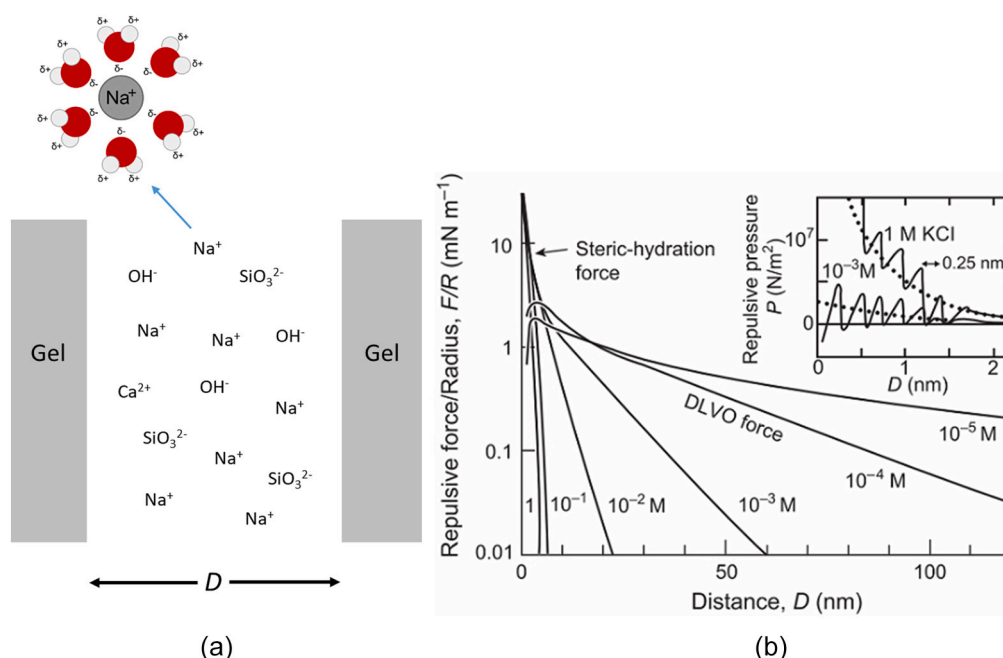 δ+ δ+
δ+ δ+
δ+ δ- δ+
δ- δ-
δ+
Na⁺
δ- δ-
δ+ δ+
δ-
δ+ δ+
δ+ δ+
Na⁺
OH⁻ SiO₃²⁻
Na⁺ Na⁺ OH⁻
Gel Gel
Ca²⁺ OH⁻
Na⁺
SiO₃²⁻
Na⁺
SiO₃²⁻
Na⁺
Na⁺
D
(a)
Repulsive force/Radius, F/R (mN m⁻¹)
10
1
0.1
0.01
Steric-hydration
force
DLVO force
1 10⁻¹ 10⁻² M 10⁻³ M 10⁻⁴ M
10⁻⁵ M
0 50 100
Distance, D (nm)
Repulsive pressure
P (N/m²)
10⁷
0
1 M KCl
10⁻³ M
0.25 nm
0 1 2
D (nm)
(b)